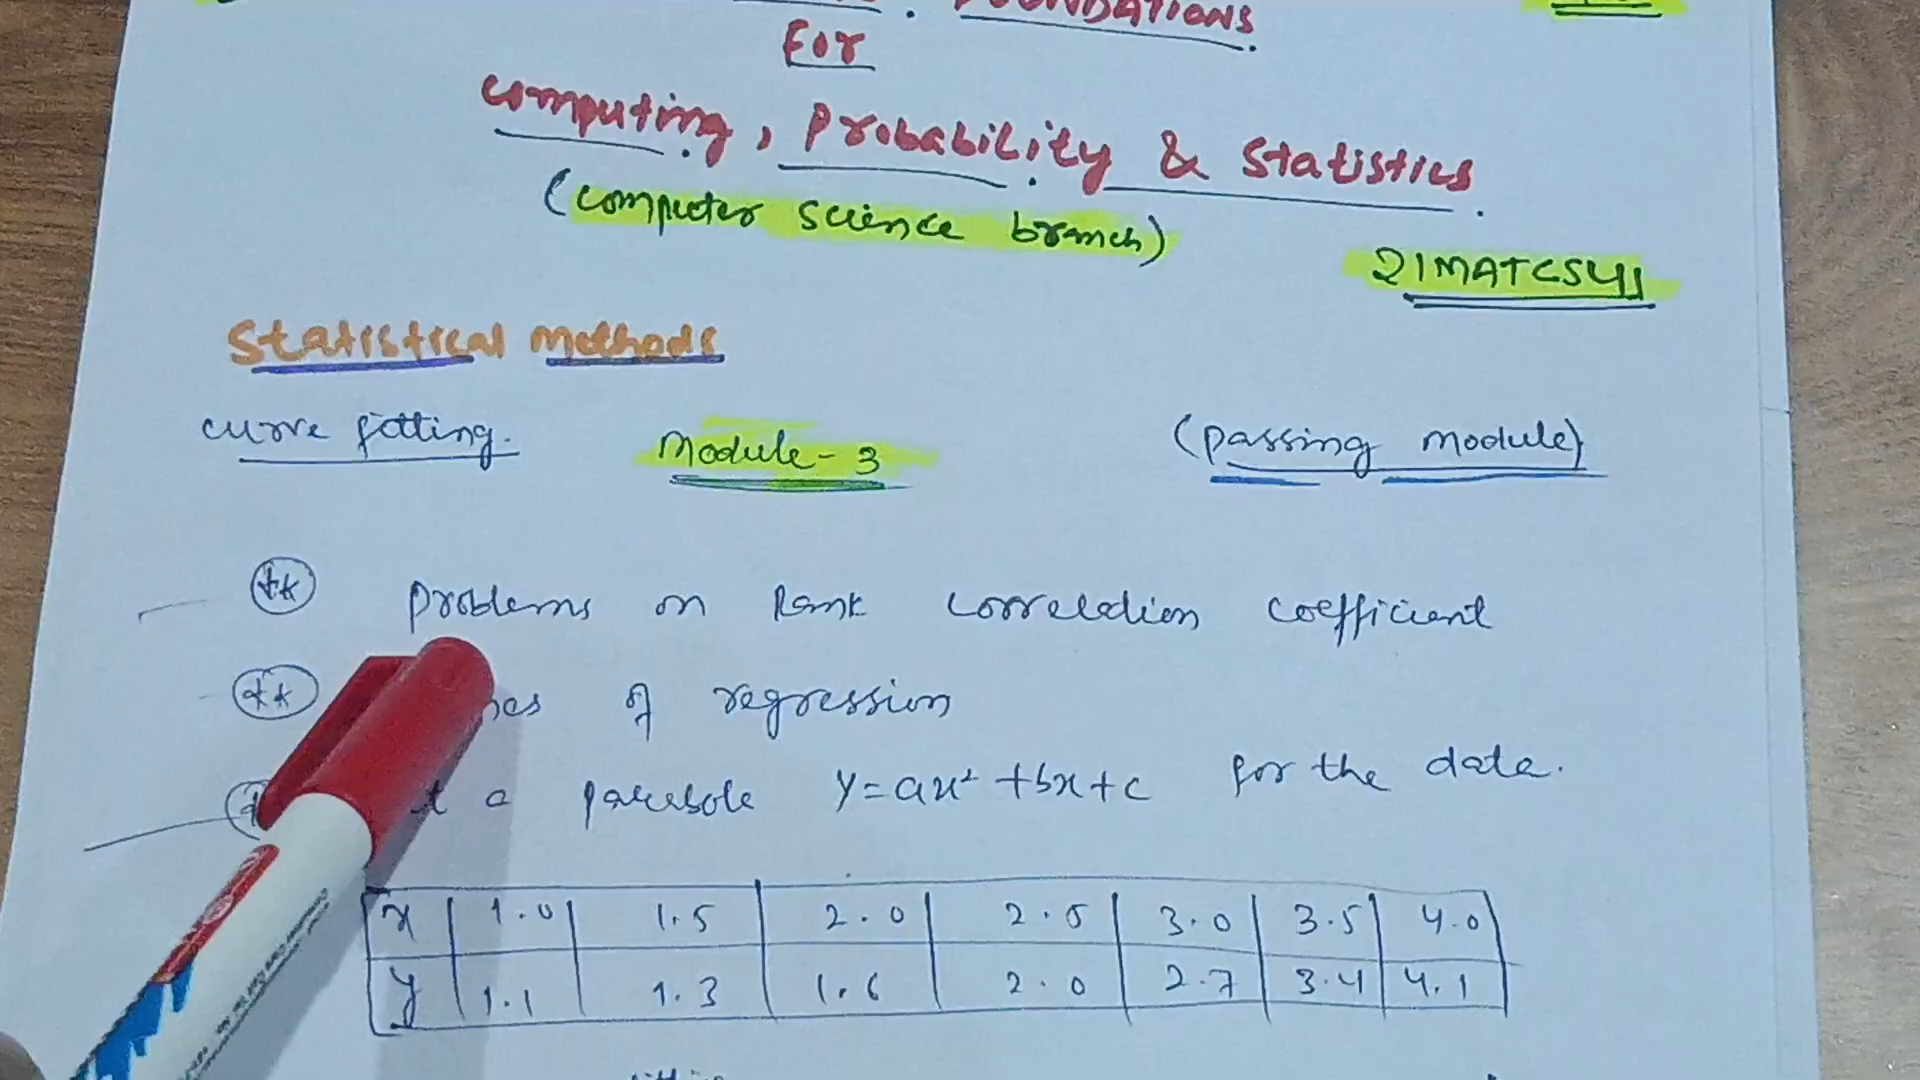 FOUNDATIONS
For
Computing, Probability & Statistics
(Computer science branch)
21MATCS41
Statistical Methods
curve fitting.
Module-3
(passing module)
** problems on Rank correlation coefficient
** of regression
a parabola y=ax²+bx+c for the data.
x 1.0 1.5 2.0 2.5 3.0 3.5 4.0
y 1.1 1.3 1.6 2.0 2.7 3.4 4.1